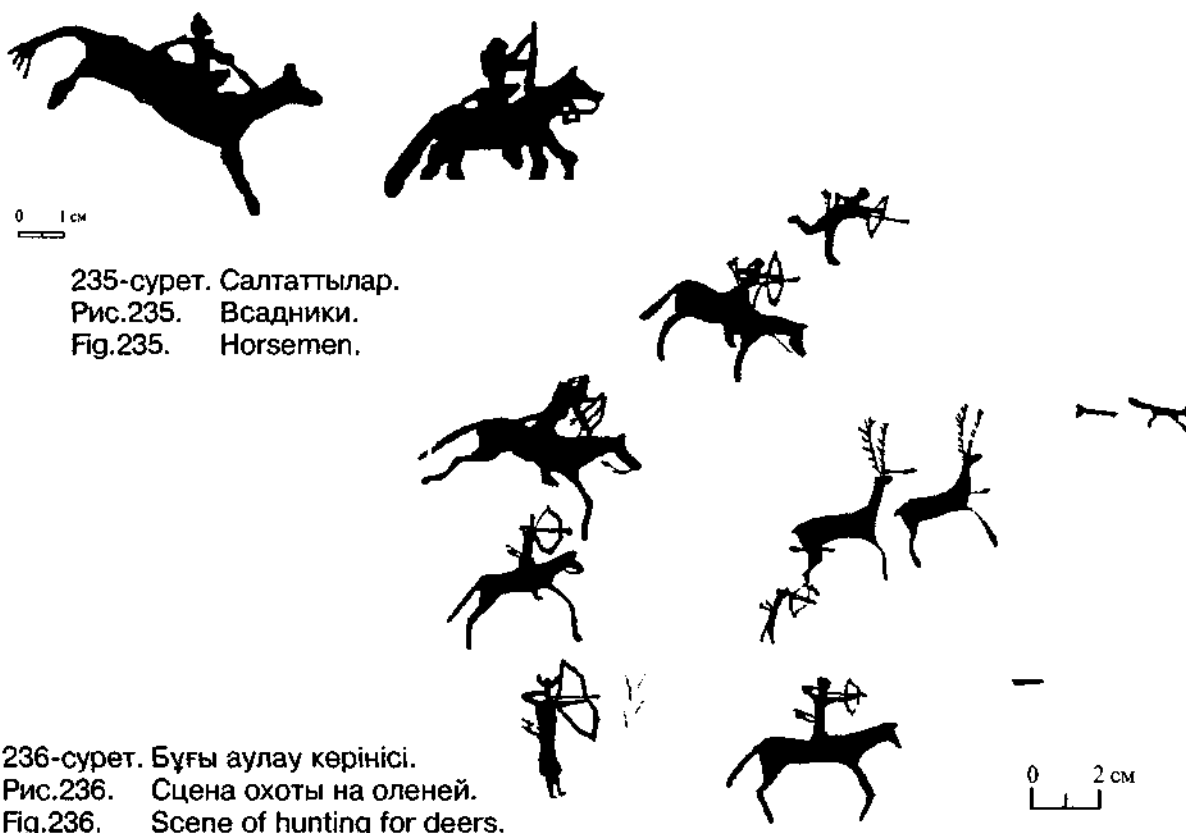 0 1 см
235-сурет. Салтаттылар.
Рис.235. Всадники.
Fig.235. Horsemen.
236-сурет. Бұғы аулау көрінісі.
Рис.236. Сцена охоты на оленей.
Fig.236. Scene of hunting for deers.
0 2 см